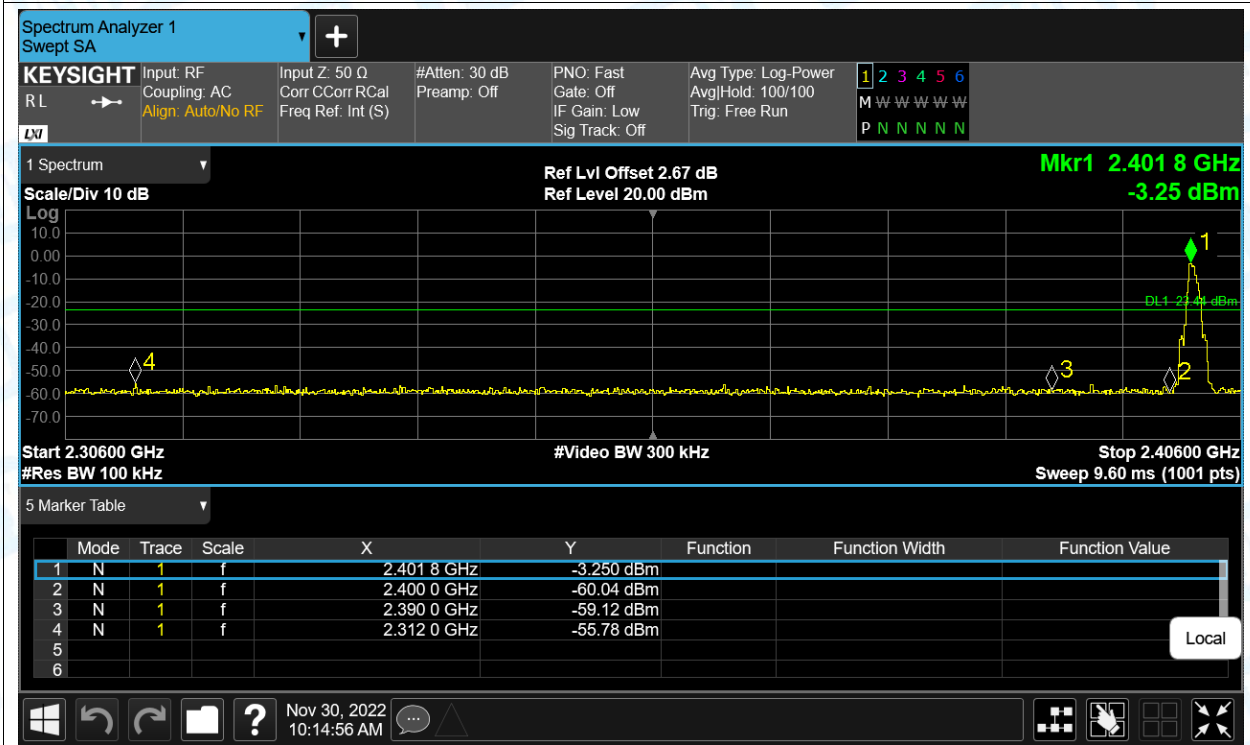 Spectrum Analyzer 1
Swept SA
KEYSIGHT Input: RF Input Z: 50 Ω #Atten: 30 dB PNO: Fast Avg Type: Log-Power 1 2 3 4 5 6
RL Coupling: AC Corr CCorr RCal Preamp: Off Gate: Off Avg|Hold: 100/100 M W W W W W W
Align: Auto/No RF Freq Ref: Int (S) IF Gain: Low Trig: Free Run
LXI Sig Track: Off P N N N N N N
1 Spectrum
Ref Lvl Offset 2.67 dB Mkr1 2.401 8 GHz
Scale/Div 10 dB Ref Level 20.00 dBm -3.25 dBm
Log
10.0
0.00
-10.0
-20.0
-30.0
-40.0
-50.0
-60.0
-70.0
1
DL1 -23.44 dBm
4
3
2
Start 2.30600 GHz #Video BW 300 kHz Stop 2.40600 GHz
#Res BW 100 kHz Sweep 9.60 ms (1001 pts)
5 Marker Table
Mode Trace Scale X Y Function Function Width Function Value
1 N 1 f 2.401 8 GHz -3.250 dBm
2 N 1 f 2.400 0 GHz -60.04 dBm
3 N 1 f 2.390 0 GHz -59.12 dBm
4 N 1 f 2.312 0 GHz -55.78 dBm
5
6
Local
? Nov 30, 2022
10:14:56 AM